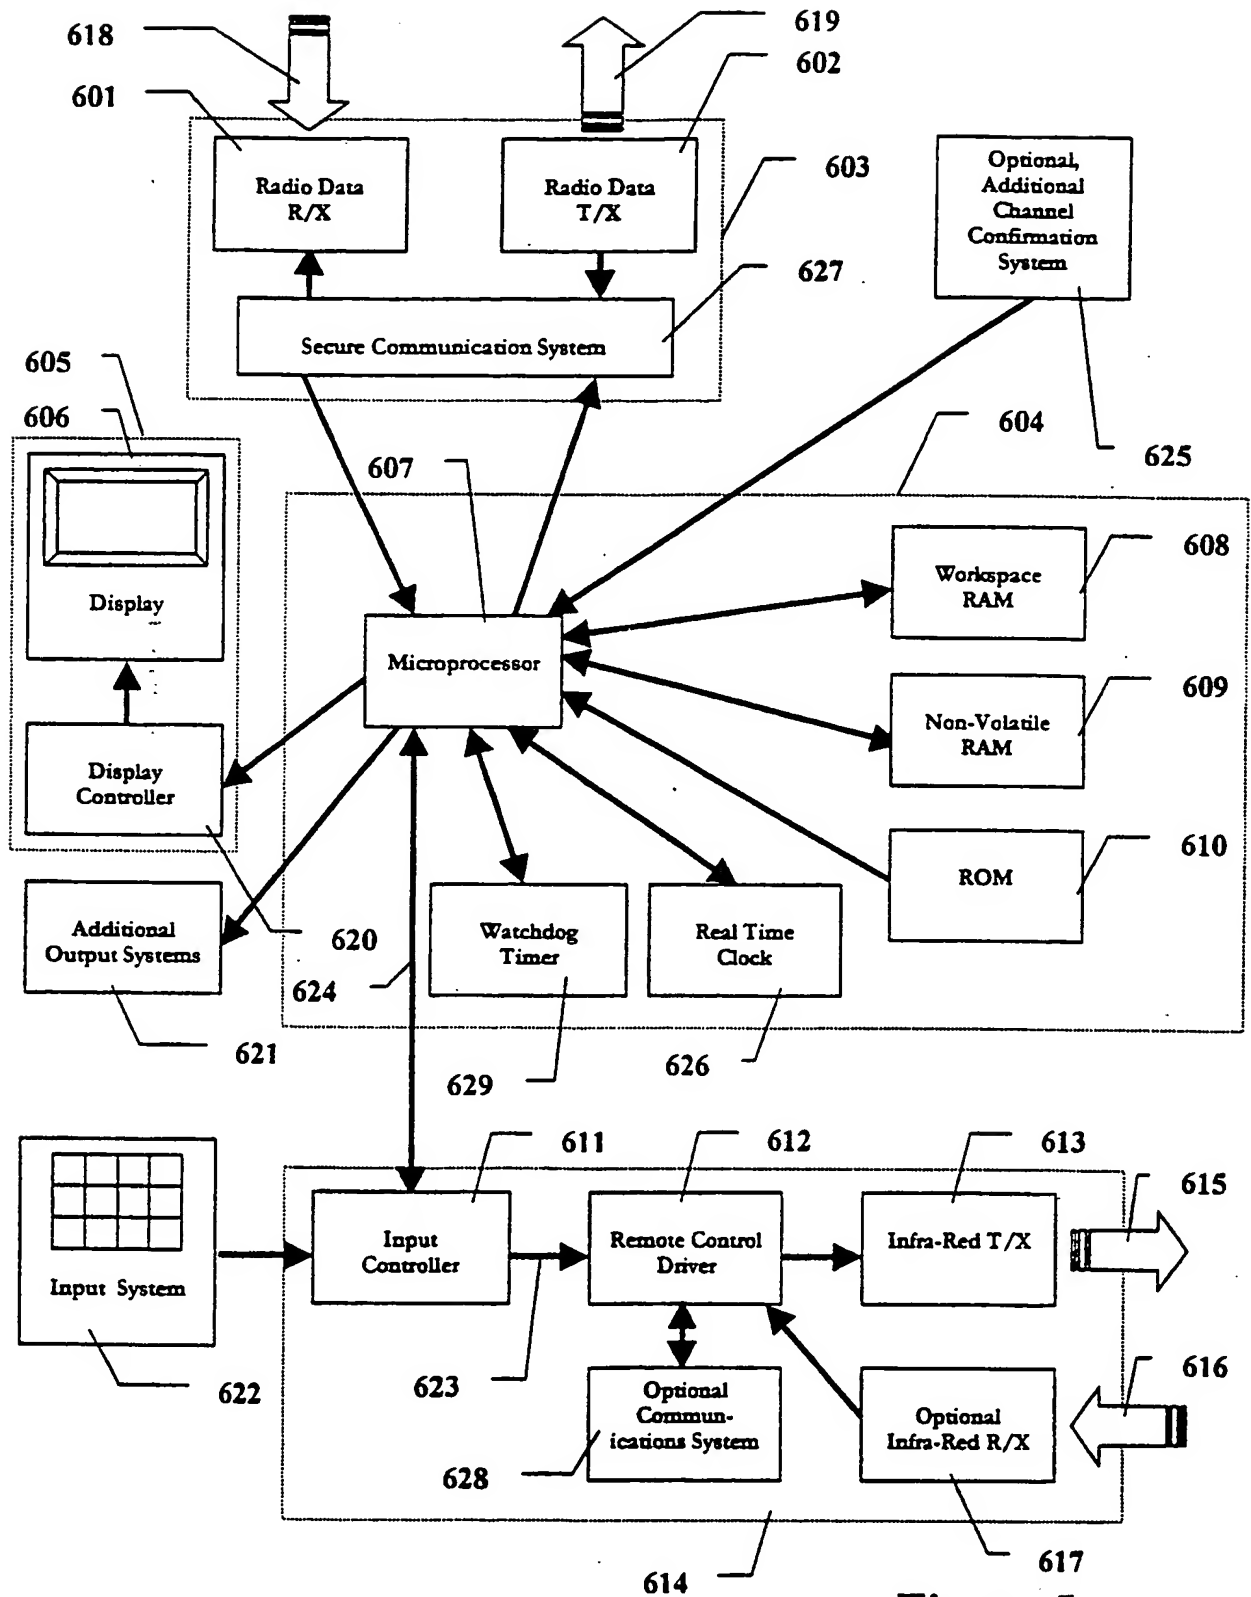 618
619
601
602
Radio Data
R/X
Radio Data
T/X
603
Optional,
Additional
Channel
Confirmation
System
627
Secure Communication System
605
606
604
625
607
Display
Workspace
RAM
608
Microprocessor
Non-Volatile
RAM
609
Display
Controller
ROM
610
Additional
Output Systems
620
624
Watchdog
Timer
Real Time
Clock
621
629
626
611
612
613
615
Input System
Input
Controller
Remote Control
Driver
Infra-Red T/X
622
623
Optional
Commun-
ications System
Optional
Infra-Red R/X
616
628
614
617